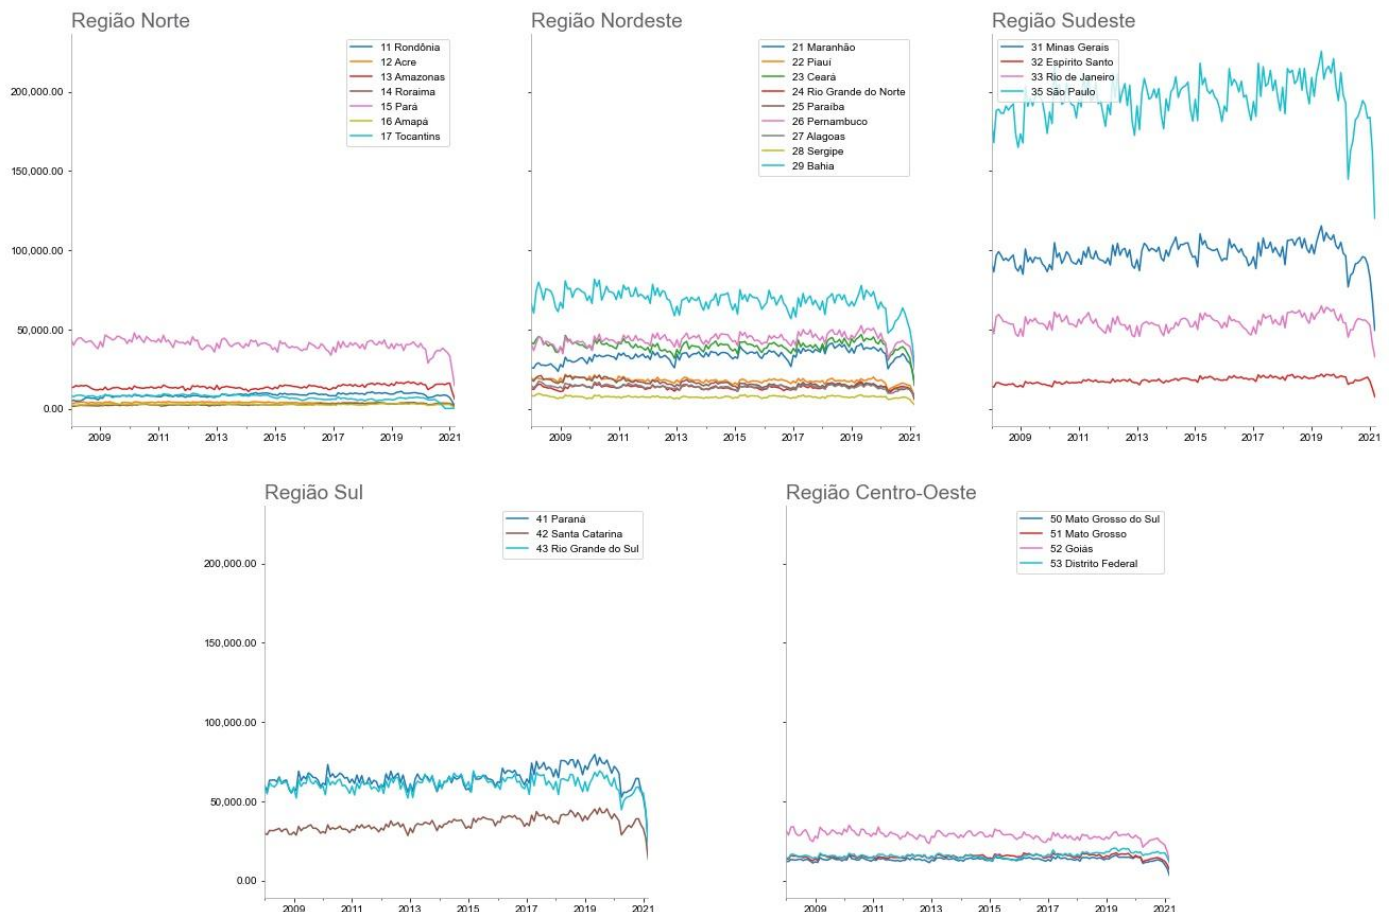 Região Norte
11 Rondônia
12 Acre
13 Amazonas
14 Roraima
15 Pará
16 Amapá
17 Tocantins
200,000.00
150,000.00
100,000.00
50,000.00
0.00
2009 2011 2013 2015 2017 2019 2021
Região Nordeste
21 Maranhão
22 Piauí
23 Ceará
24 Rio Grande do Norte
25 Paraíba
26 Pernambuco
27 Alagoas
28 Sergipe
29 Bahia
2009 2011 2013 2015 2017 2019 2021
Região Sudeste
31 Minas Gerais
32 Espírito Santo
33 Rio de Janeiro
35 São Paulo
2009 2011 2013 2015 2017 2019 2021
Região Sul
41 Paraná
42 Santa Catarina
43 Rio Grande do Sul
200,000.00
150,000.00
100,000.00
50,000.00
0.00
2009 2011 2013 2015 2017 2019 2021
Região Centro-Oeste
50 Mato Grosso do Sul
51 Mato Grosso
52 Goiás
53 Distrito Federal
2009 2011 2013 2015 2017 2019 2021